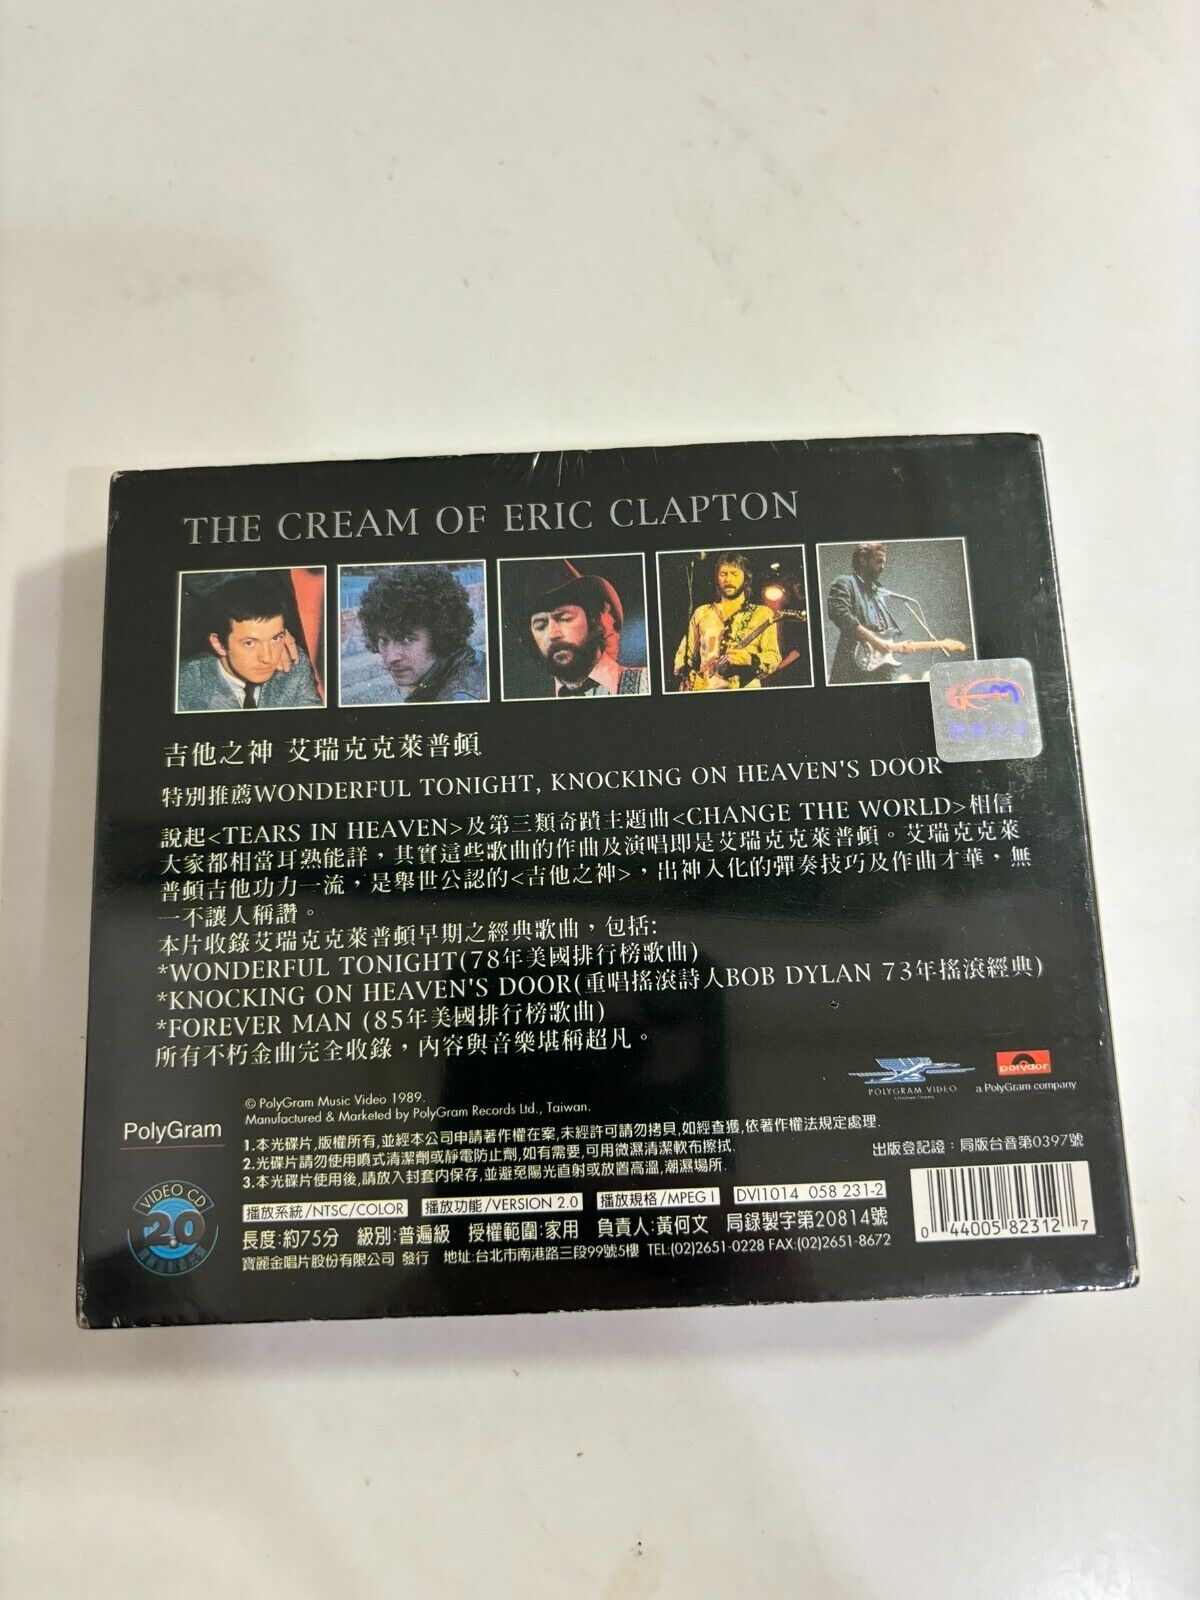 THE CREAM OF ERIC CLAPTON
吉他之神 艾瑞克克萊普頓
特別推薦WONDERFUL TONIGHT, KNOCKING ON HEAVEN'S DOOR
說起<TEARS IN HEAVEN>及第三類奇蹟主題曲<CHANGE THE WORLD>相信
大家都相當耳熟能詳，其實這些歌曲的作曲及演唱即是艾瑞克克萊普頓。艾瑞克克萊
普頓吉他功力一流，是舉世公認的<吉他之神>，出神入化的彈奏技巧及作曲才華，無
一不讓人稱讚。
本片收錄艾瑞克克萊普頓早期之經典歌曲，包括:
*WONDERFUL TONIGHT(78年美國排行榜歌曲)
*KNOCKING ON HEAVEN'S DOOR(重唱搖滾詩人BOB DYLAN 73年搖滾經典)
*FOREVER MAN (85年美國排行榜歌曲)
所有不朽金曲完全收錄，內容與音樂堪稱超凡。
POLYGRAM VIDEO
polydor
a PolyGram company
PolyGram
© PolyGram Music Video 1989.
Manufactured & Marketed by PolyGram Records Ltd., Taiwan.
1.本光碟片,版權所有,並經本公司申請著作權在案,未經許可請勿拷貝,如經查獲,依著作權法規定處理.
2.光碟片請勿使用噴式清潔劑或靜電防止劑,如有需要,可用微濕清潔軟布擦拭.
3.本光碟片使用後,請放入封套內保存,並避免陽光直射或放置高溫,潮濕場所.
出版登記證：局版台音第0397號
VIDEO CD
2.0
播放系統/NTSC/COLOR 播放功能/VERSION 2.0 播放規格/MPEG I DVI1014 058 231-2
長度:約75分 級別:普遍級 授權範圍:家用 負責人:黃何文 局錄製字第20814號
寶麗金唱片股份有限公司 發行 地址:台北市南港路三段99號5樓 TEL:(02)2651-0228 FAX:(02)2651-8672
0 44005 82312 7